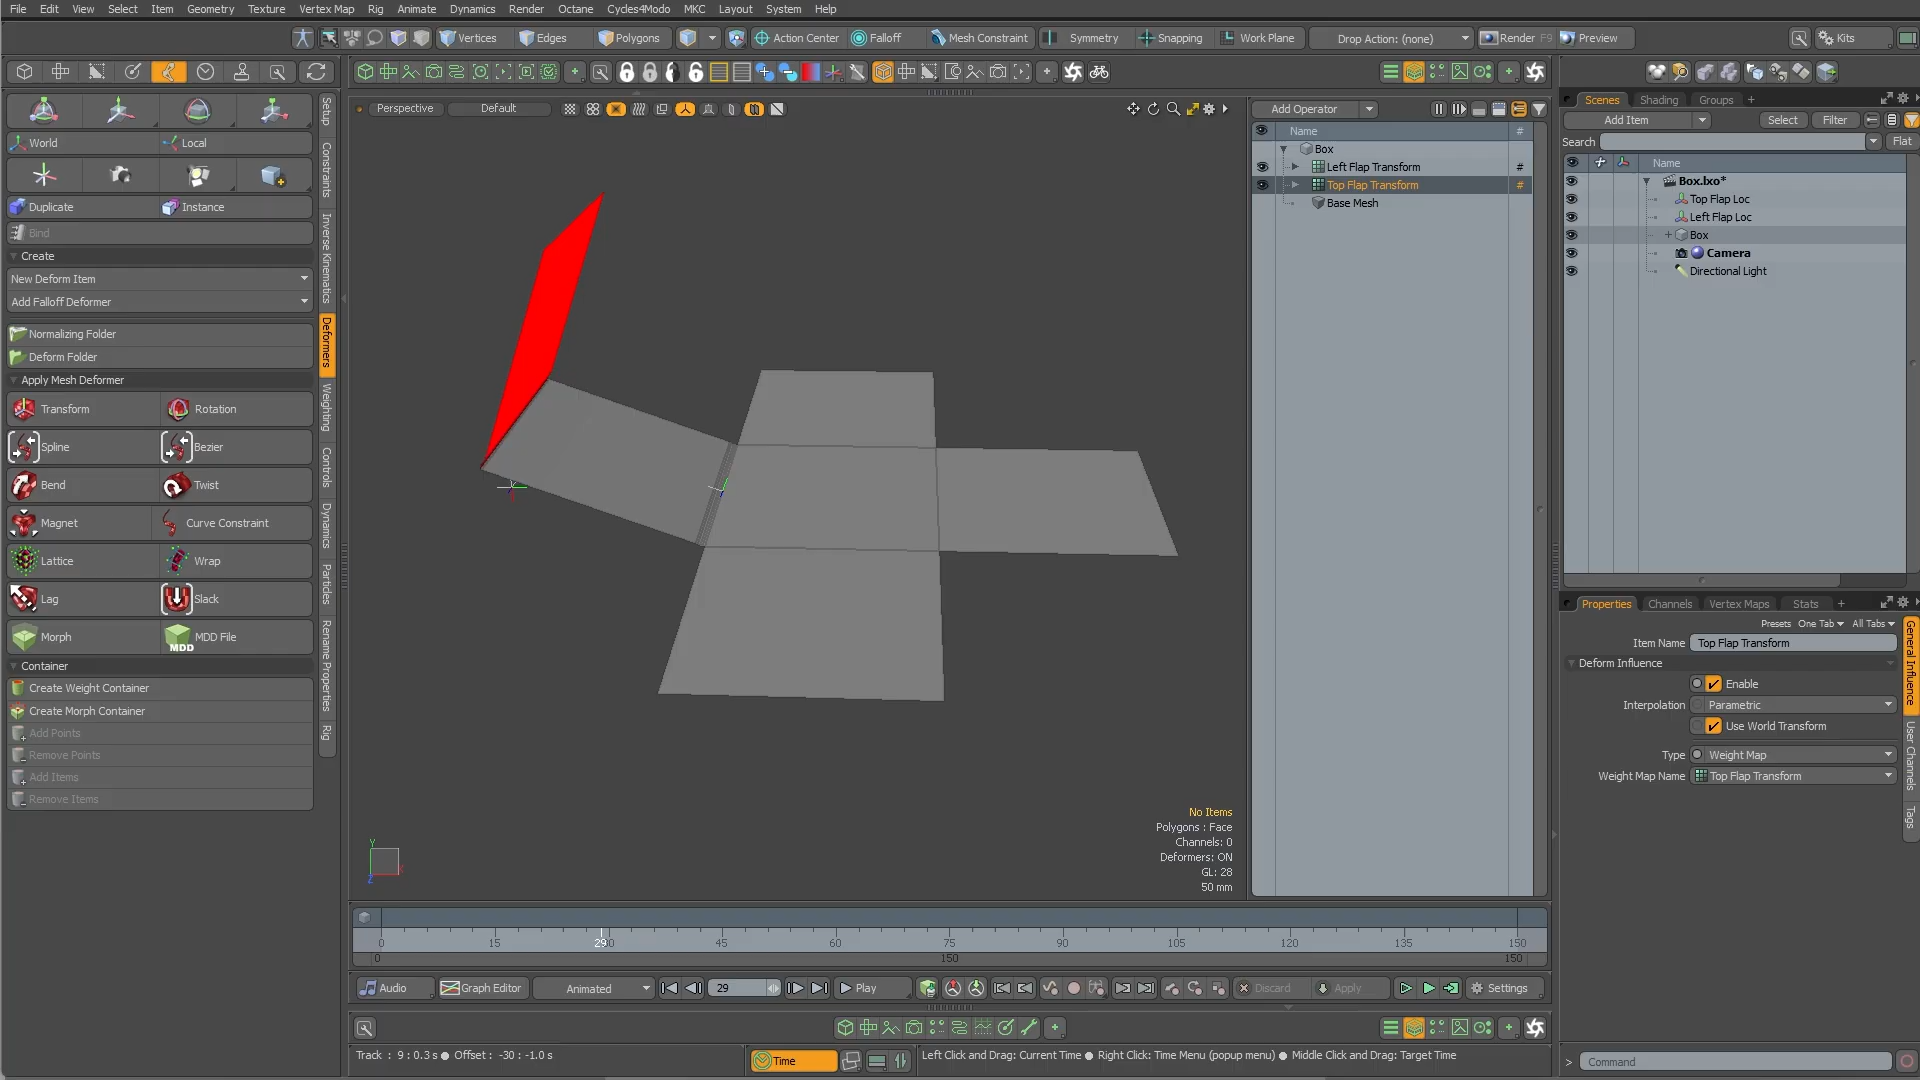 File Edit View Select Item Geometry Texture Vertex Map Rig Animate Dynamics Render Octane Cycles4Modo MKC Layout System Help
Vertices Edges Polygons Action Center Falloff Mesh Constraint Symmetry Snapping Work Plane Drop Action: (none) Render F9 Preview Kits
Perspective Default
World Local
Duplicate Instance
Bind
Create
New Deform Item
Add Falloff Deformer
Normalizing Folder
Deform Folder
Apply Mesh Deformer
Transform Rotation
Spline Bezier
Bend Twist
Magnet Curve Constraint
Lattice Wrap
Lag Slack
Morph MDD MDD File
Container
Create Weight Container
Create Morph Container
Add Points
Remove Points
Add Items
Remove Items
Setup
Constraints
Inverse Kinematics
Deformers
Weighting
Controls
Dynamics
Particles
Rename Properties
Rig
No Items
Polygons : Face
Channels: 0
Deformers: ON
GL: 28
50 mm
Y
X
Z
Add Operator
Name #
Box
Left Flap Transform #
Top Flap Transform #
Base Mesh
Scenes Shading Groups +
Add Item Select Filter
Search Flat
Name
Box.lxo*
Top Flap Loc
Left Flap Loc
+ Box
Camera
Directional Light
Properties Channels Vertex Maps Stats +
Presets One Tab All Tabs
Item Name Top Flap Transform
Deform Influence
Enable
Interpolation Parametric
Use World Transform
Type Weight Map
Weight Map Name Top Flap Transform
General Influence
User Channels
Tags
0 15 29 45 60 75 90 105 120 135 150
0 150 150
Audio Graph Editor Animated 29 Play Discard Apply Settings
Track : 9 : 0.3 s Offset : -30 : -1.0 s Time Left Click and Drag: Current Time Right Click: Time Menu (popup menu) Middle Click and Drag: Target Time
> Command